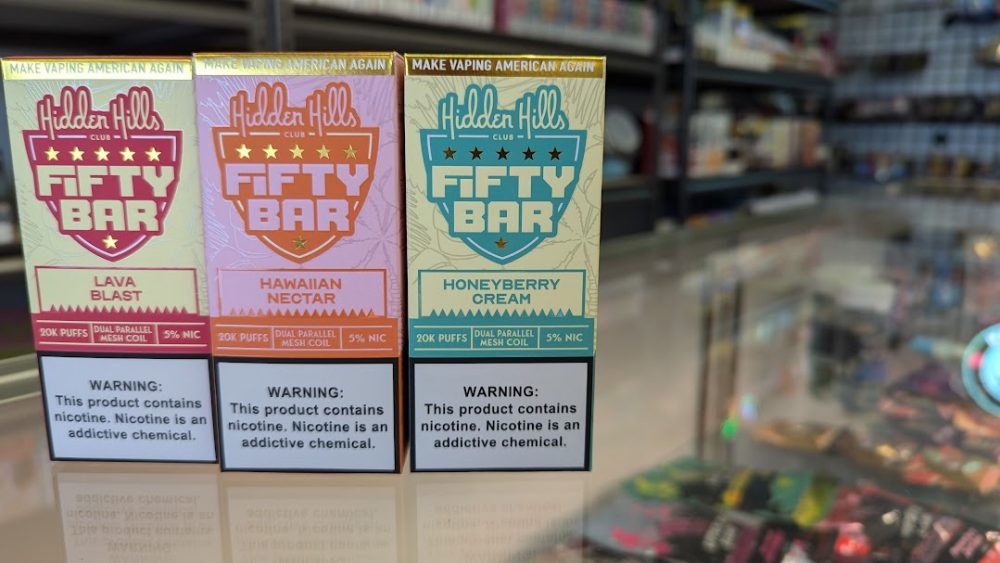 MAKE VAPING AMERICAN AGAIN
Hidden Hills
CLUB
FiFTY
BAR
LAVA
BLAST
20K PUFFS
DUAL PARALLEL
MESH COIL
5% NIC
WARNING:
This product contains
nicotine. Nicotine is an
addictive chemical.
MAKE VAPING AMERICAN AGAIN
Hidden Hills
CLUB
FiFTY
BAR
HAWAIIAN
NECTAR
20K PUFFS
DUAL PARALLEL
MESH COIL
5% NIC
WARNING:
This product contains
nicotine. Nicotine is an
addictive chemical.
MAKE VAPING AMERICAN AGAIN
Hidden Hills
CLUB
FiFTY
BAR
HONEYBERRY
CREAM
20K PUFFS
DUAL PARALLEL
MESH COIL
5% NIC
WARNING:
This product contains
nicotine. Nicotine is an
addictive chemical.